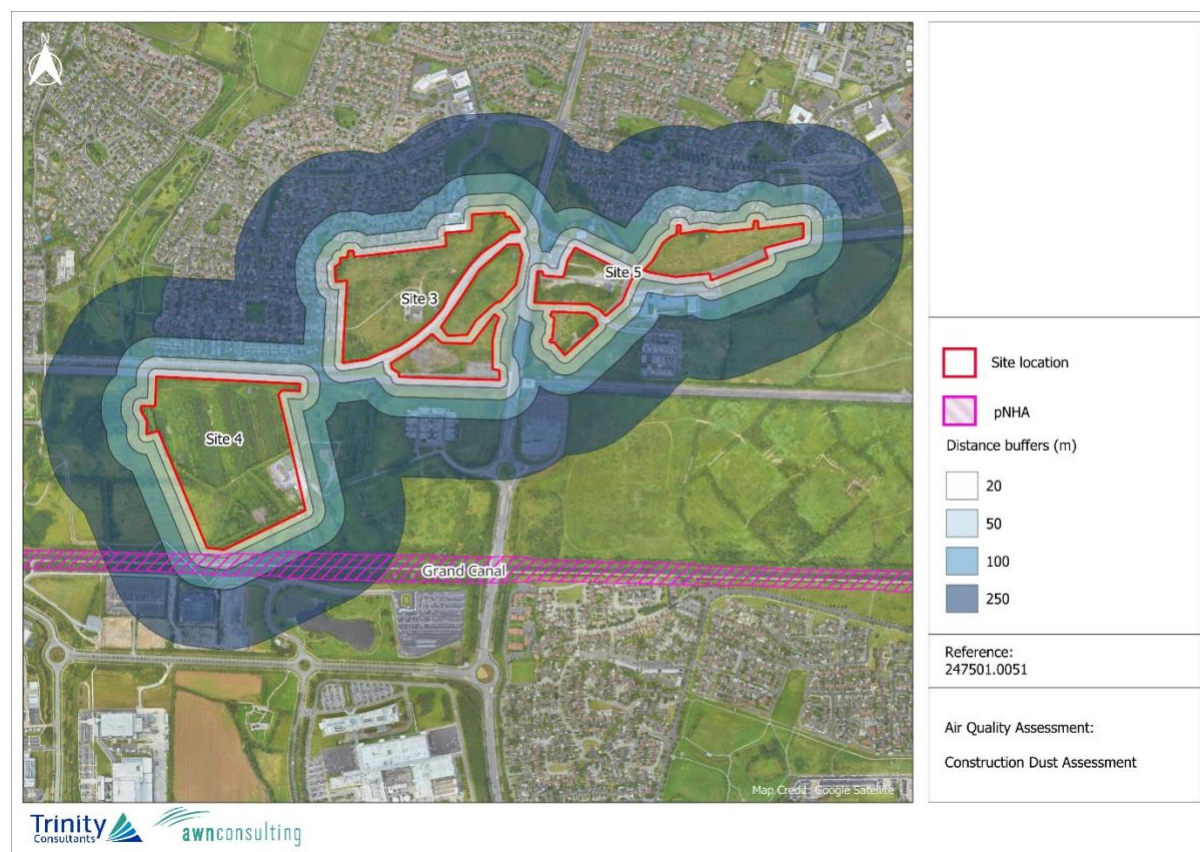 N
Site 3
Site 5
Site 4
Grand Canal
Map Credit: Google Satellite
Site location
pNHA
Distance buffers (m)
20
50
100
250
Reference:
247501.0051
Air Quality Assessment:
Construction Dust Assessment
Trinity
Consultants
awnconsulting